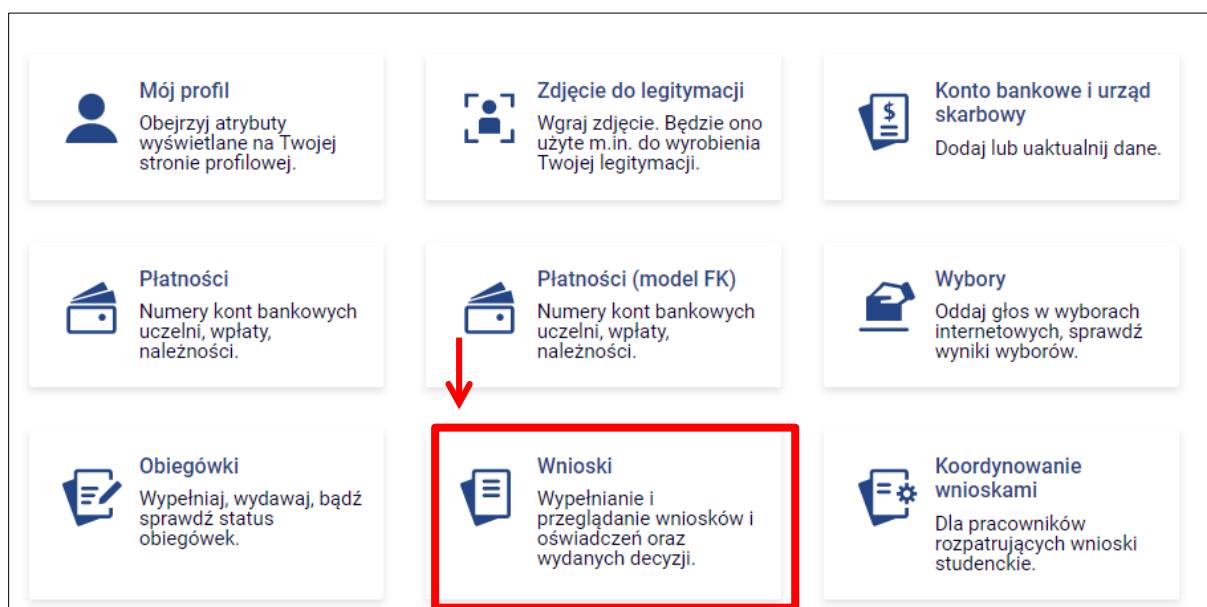 Mój profil
Obejrzyj atrybuty
wyświetlane na Twojej
stronie profilowej.
Zdjęcie do legitymacji
Wgraj zdjęcie. Będzie ono
użyte m.in. do wyrobienia
Twojej legitymacji.
$
Konto bankowe i urząd
skarbowy
Dodaj lub uaktualnij dane.
Płatności
Numery kont bankowych
uczelni, wpłaty,
należności.
Płatności (model FK)
Numery kont bankowych
uczelni, wpłaty,
należności.
Wybory
Oddaj głos w wyborach
internetowych, sprawdź
wyniki wyborów.
Obiegówki
Wypełniaj, wydawaj, bądź
sprawdź status
obiegówek.
Wnioski
Wypełnianie i
przeglądanie wniosków i
oświadczeń oraz
wydanych decyzji.
Koordynowanie
wnioskami
Dla pracowników
rozpatrujących wnioski
studenckie.